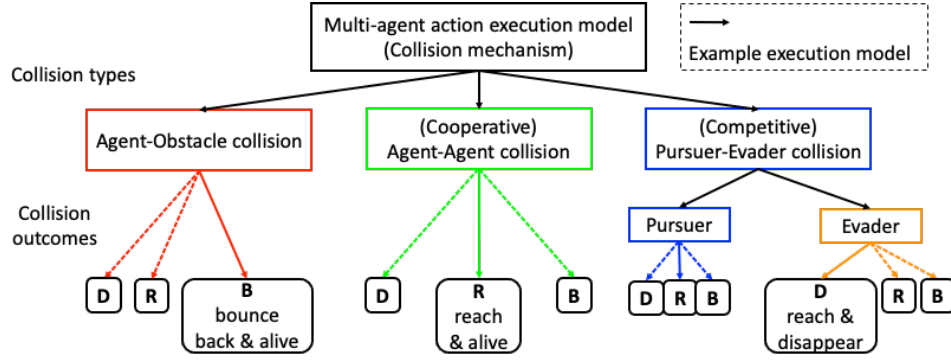 Multi-agent action execution model
(Collision mechanism)
Example execution model
Collision types
Agent-Obstacle collision
(Cooperative)
Agent-Agent collision
(Competitive)
Pursuer-Evader collision
Collision
outcomes
Pursuer
Evader
D
R
B
bounce
back & alive
D
R
reach
& alive
B
D
R
B
D
reach &
disappear
R
B